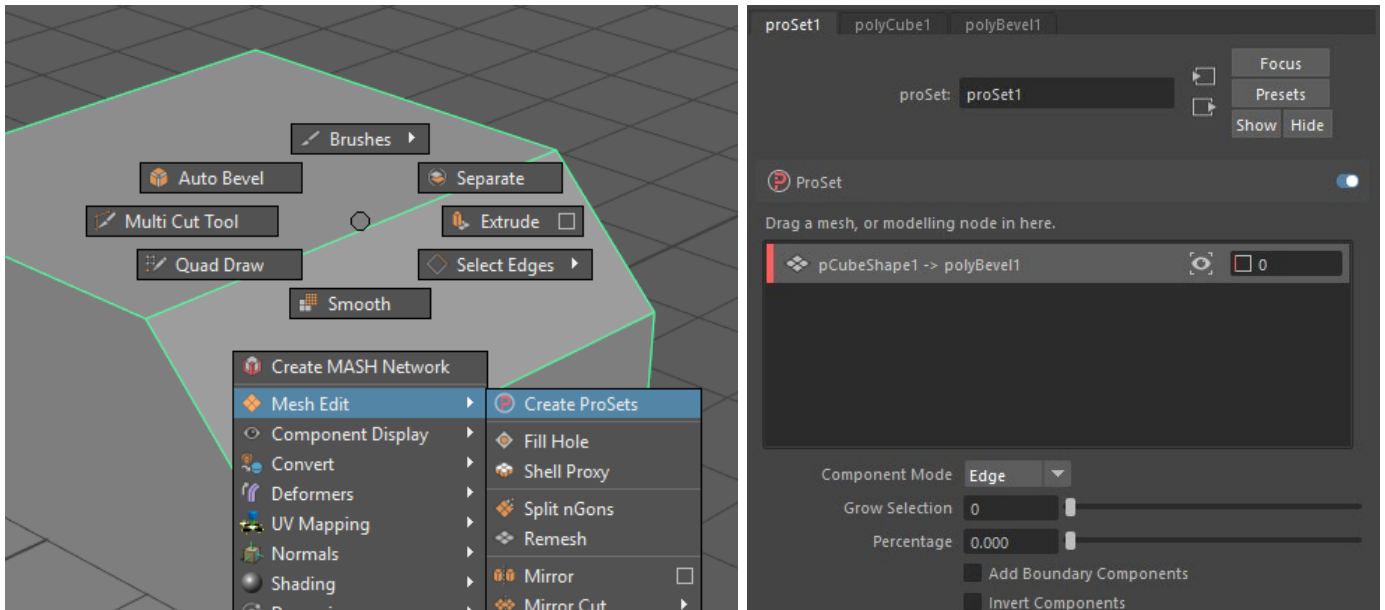 Brushes
Auto Bevel
Separate
Multi Cut Tool
Extrude
Quad Draw
Select Edges
Smooth
Create MASH Network
Mesh Edit
Component Display
Convert
Deformers
UV Mapping
Normals
Shading
Create ProSets
Fill Hole
Shell Proxy
Split nGons
Remesh
Mirror
Mirror Cut
proSet1 polyCube1 polyBevel1
proSet: proSet1
Focus
Presets
Show Hide
ProSet
Drag a mesh, or modelling node in here.
pCubeShape1 -> polyBevel1 0
Component Mode Edge
Grow Selection 0
Percentage 0.000
Add Boundary Components
Invert Components